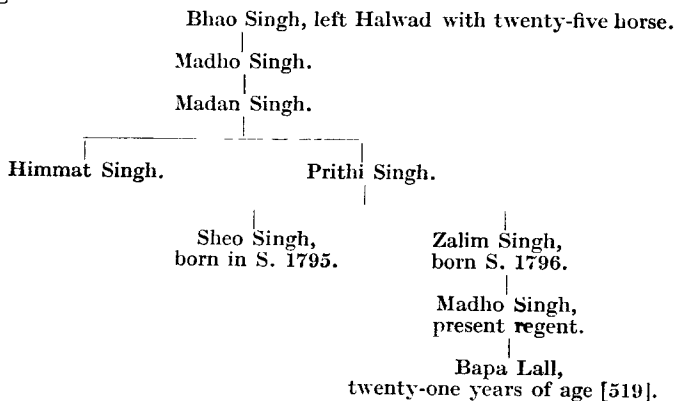 Bhao Singh, left Halwad with twenty-five horse.
Madho Singh.
Madan Singh.
Himmat Singh. Prithi Singh.
Sheo Singh, Zalim Singh,
born in S. 1795. born S. 1796.
Madho Singh,
present regent.
Bapa Lall,
twenty-one years of age [519].